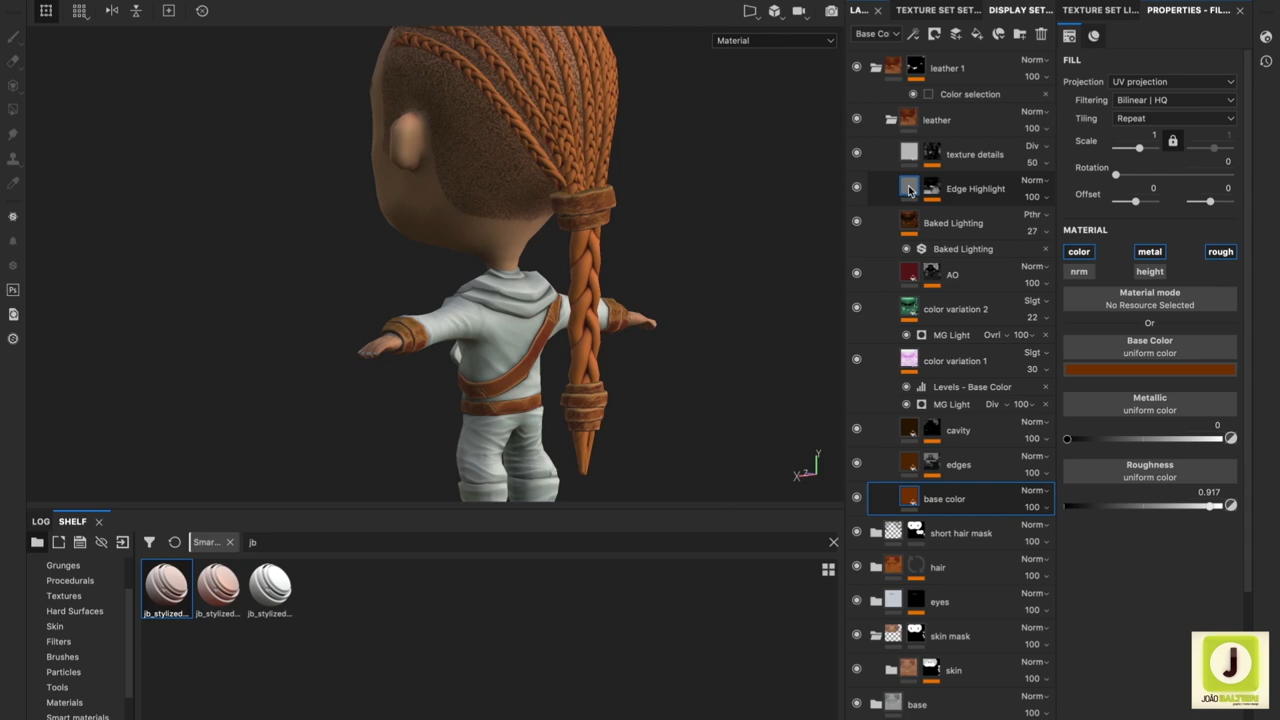 LA...
TEXTURE SET SET...
DISPLAY SET...
TEXTURE SET LI...
PROPERTIES - FIL...
Material
Base Co
leather 1
Norm
100
Color selection
leather
Norm
100
texture details
Div
50
Edge Highlight
Norm
100
Baked Lighting
Pthr
27
Baked Lighting
AO
Norm
100
color variation 2
Slgt
22
MG Light
Ovrl
100
color variation 1
Slgt
30
Levels - Base Color
MG Light
Div
100
cavity
Norm
100
edges
Norm
100
base color
Norm
100
short hair mask
Norm
100
hair
Norm
100
eyes
Norm
100
skin mask
Norm
100
skin
Norm
100
base
Norm
100
FILL
Projection
UV projection
Filtering
Bilinear | HQ
Tiling
Repeat
Scale
1
1
Rotation
0
Offset
0
0
MATERIAL
color
metal
rough
nrm
height
Material mode
No Resource Selected
Or
Base Color
uniform color
Metallic
uniform color
0
Roughness
uniform color
0.917
Y
X
Z
LOG
SHELF
Smar...
jb
Grunges
Procedurals
Textures
Hard Surfaces
Skin
Filters
Brushes
Particles
Tools
Materials
Smart materials
jb_stylized...
jb_stylized...
jb_stylized...
Ps
J
JOÃO BALTIERI